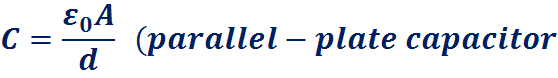 C = ε₀A / d (parallel − plate capacitor